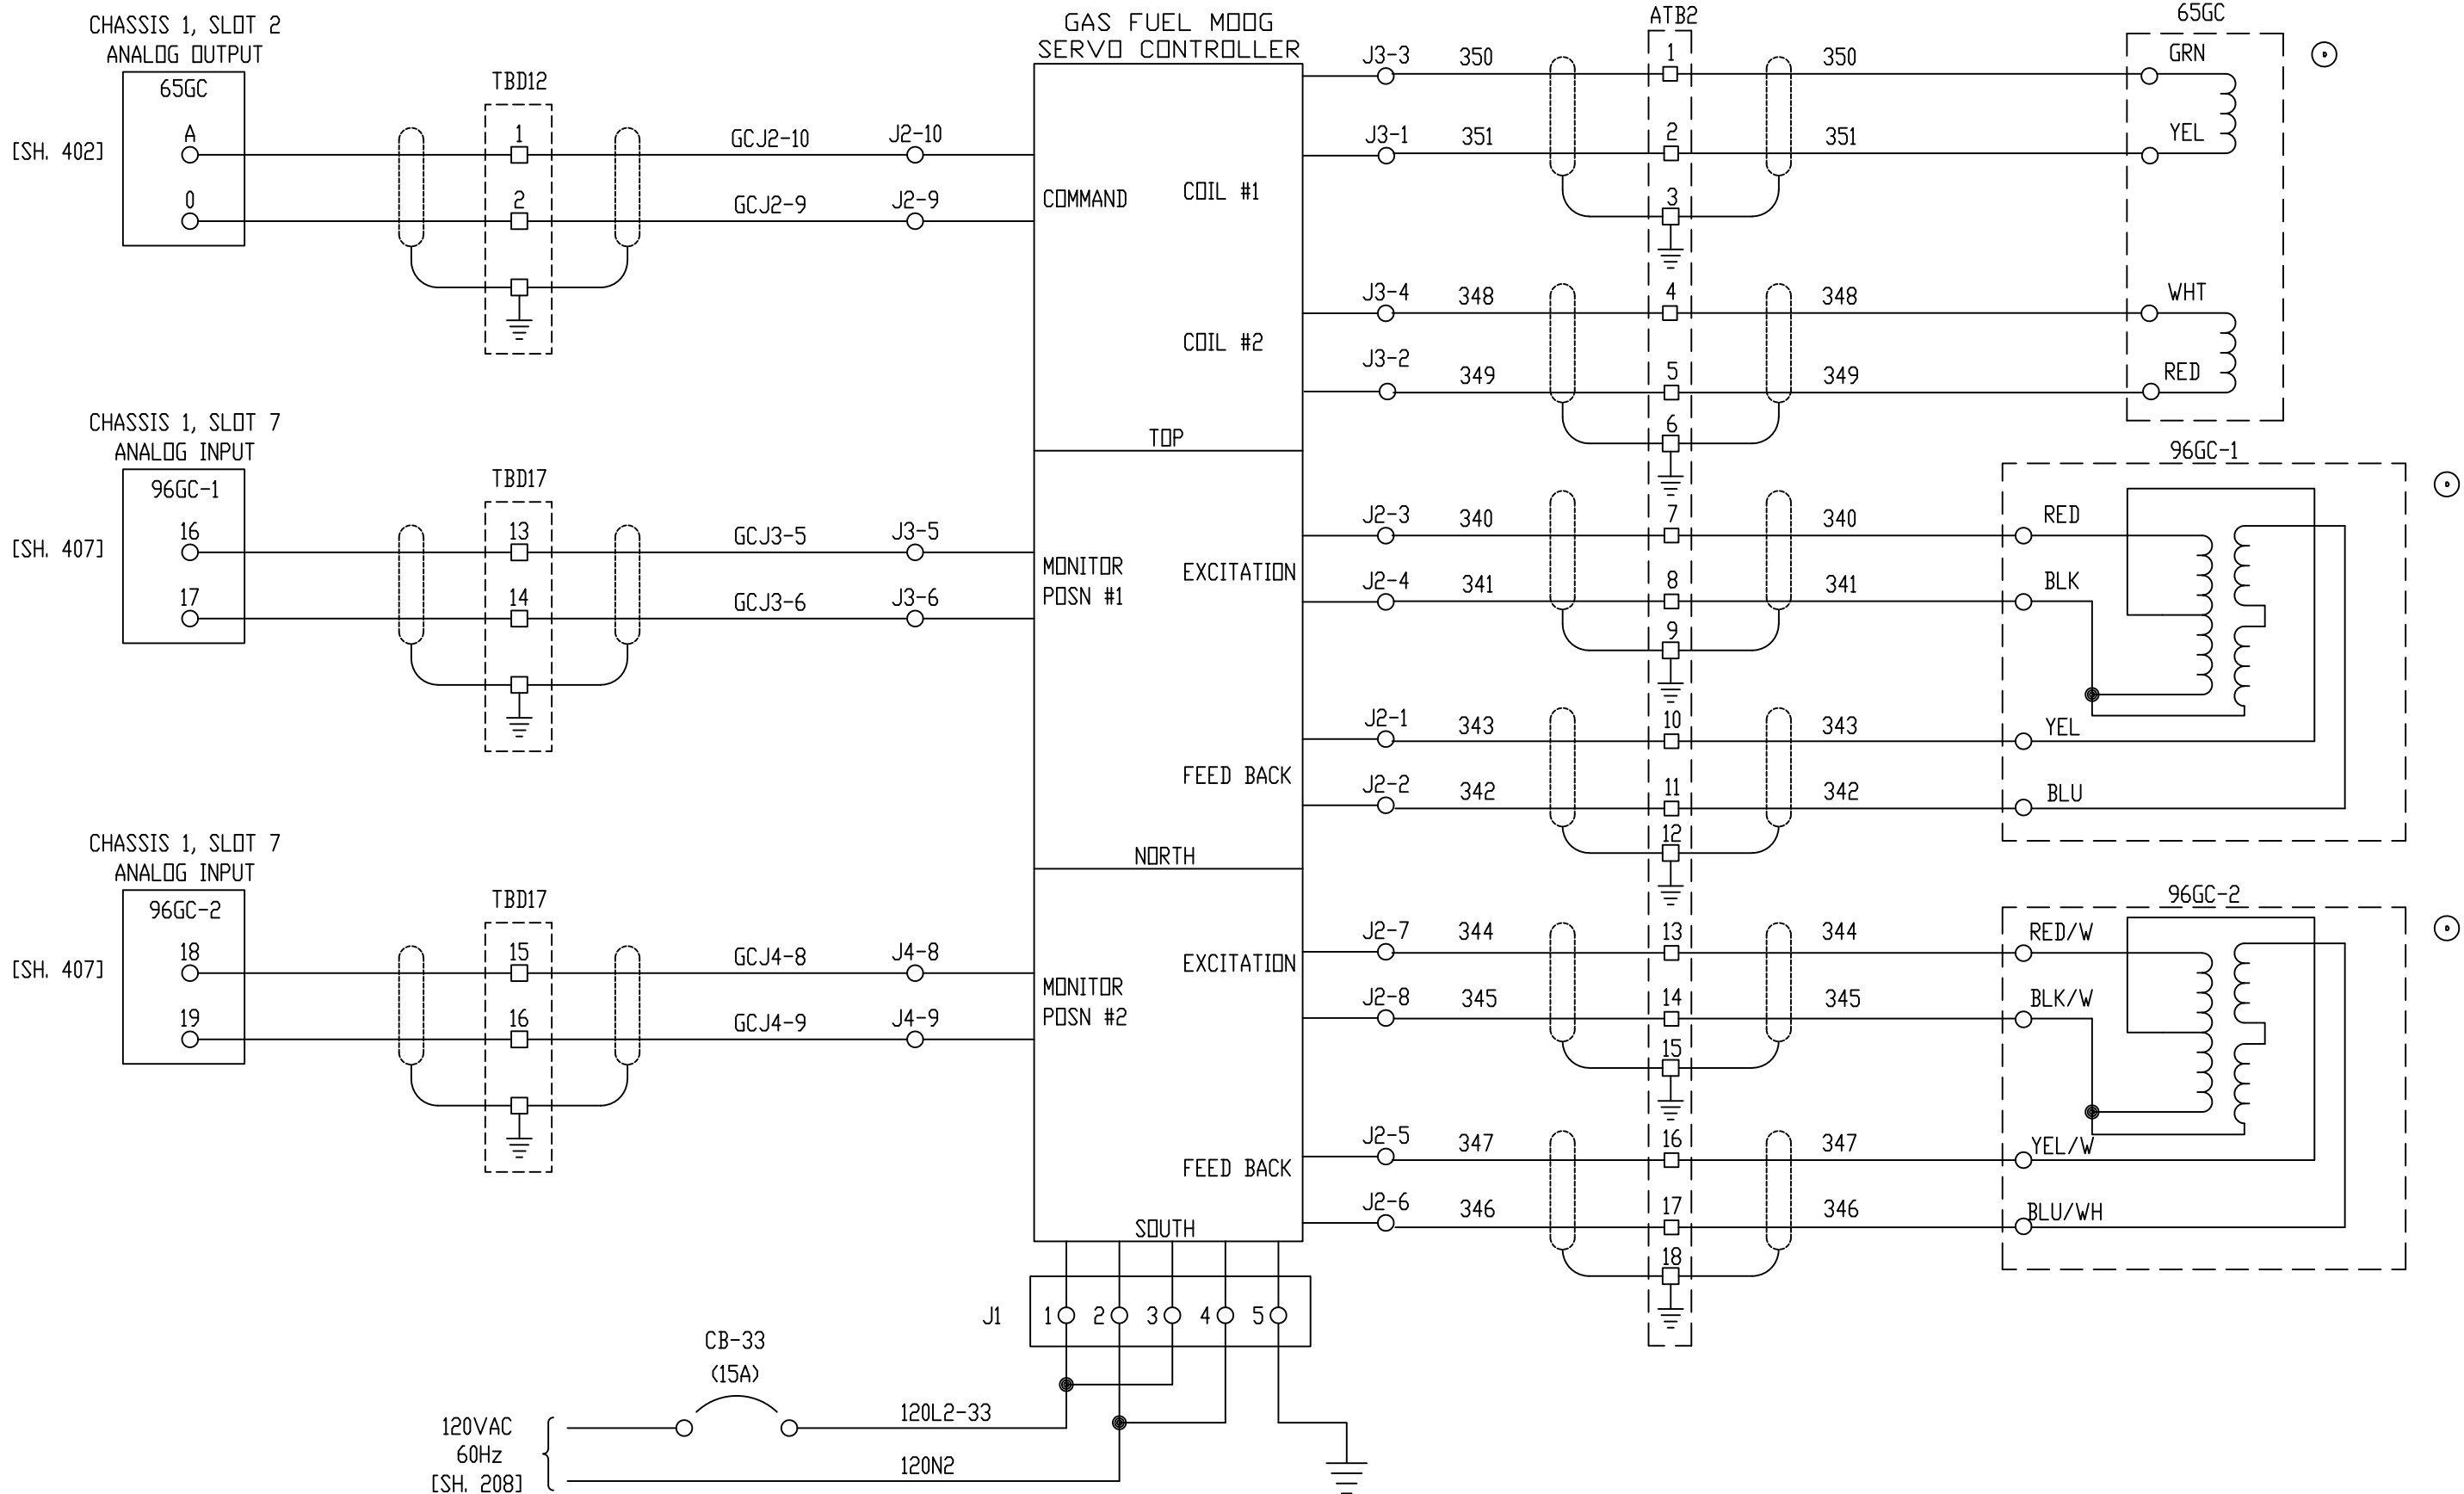 CHASSIS 1, SLOT 2
ANALOG OUTPUT
65GC
[SH. 402]
A
0
TBD12
1
2
GCJ2-10
GCJ2-9
J2-10
J2-9
CHASSIS 1, SLOT 7
ANALOG INPUT
96GC-1
[SH. 407]
16
17
TBD17
13
14
GCJ3-5
GCJ3-6
J3-5
J3-6
CHASSIS 1, SLOT 7
ANALOG INPUT
96GC-2
[SH. 407]
18
19
TBD17
15
16
GCJ4-8
GCJ4-9
J4-8
J4-9
GAS FUEL MOOG
SERVO CONTROLLER
COMMAND
COIL #1
COIL #2
TOP
MONITOR
POSN #1
EXCITATION
FEED BACK
NORTH
MONITOR
POSN #2
EXCITATION
FEED BACK
SOUTH
J1
1
2
3
4
5
CB-33
(15A)
120VAC
60Hz
[SH. 208]
120L2-33
120N2
J3-3
350
J3-1
351
J3-4
348
J3-2
349
J2-3
340
J2-4
341
J2-1
343
J2-2
342
J2-7
344
J2-8
345
J2-5
347
J2-6
346
ATB2
1
2
3
4
5
6
7
8
9
10
11
12
13
14
15
16
17
18
350
351
348
349
340
341
343
342
344
345
347
346
65GC
GRN
YEL
WHT
RED
D
96GC-1
RED
BLK
YEL
BLU
D
96GC-2
RED/W
BLK/W
YEL/W
BLU/WH
D